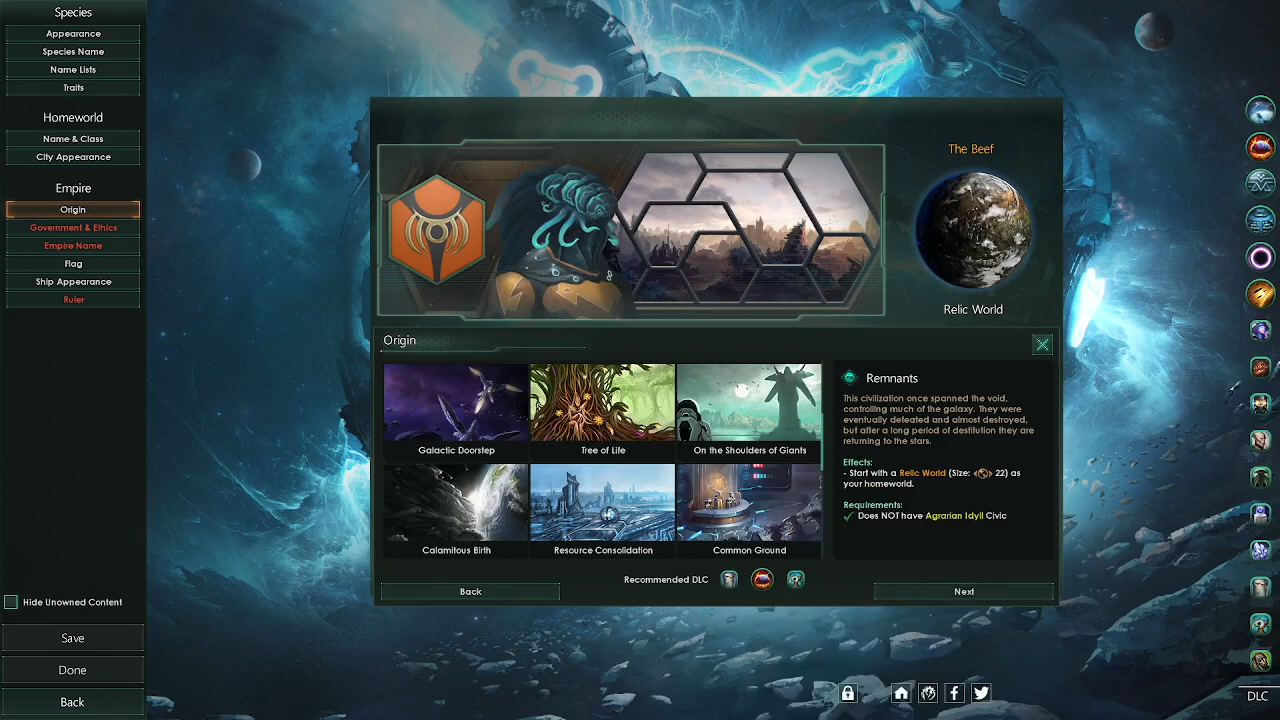 Species
Appearance
Species Name
Name Lists
Traits
Homeworld
Name & Class
City Appearance
Empire
Origin
Government & Ethics
Empire Name
Flag
Ship Appearance
Ruler
Hide Unowned Content
Save
Done
Back
The Beef
Relic World
Origin
Galactic Doorstep
Tree of Life
On the Shoulders of Giants
Calamitous Birth
Resource Consolidation
Common Ground
Remnants
This civilization once spanned the void,
controlling much of the galaxy. They were
eventually defeated and almost destroyed,
but after a long period of destitution they are
returning to the stars.
Effects:
- Start with a Relic World (Size: 22) as
your homeworld.
Requirements:
Does NOT have Agrarian Idyll Civic
Recommended DLC
Back
Next
DLC